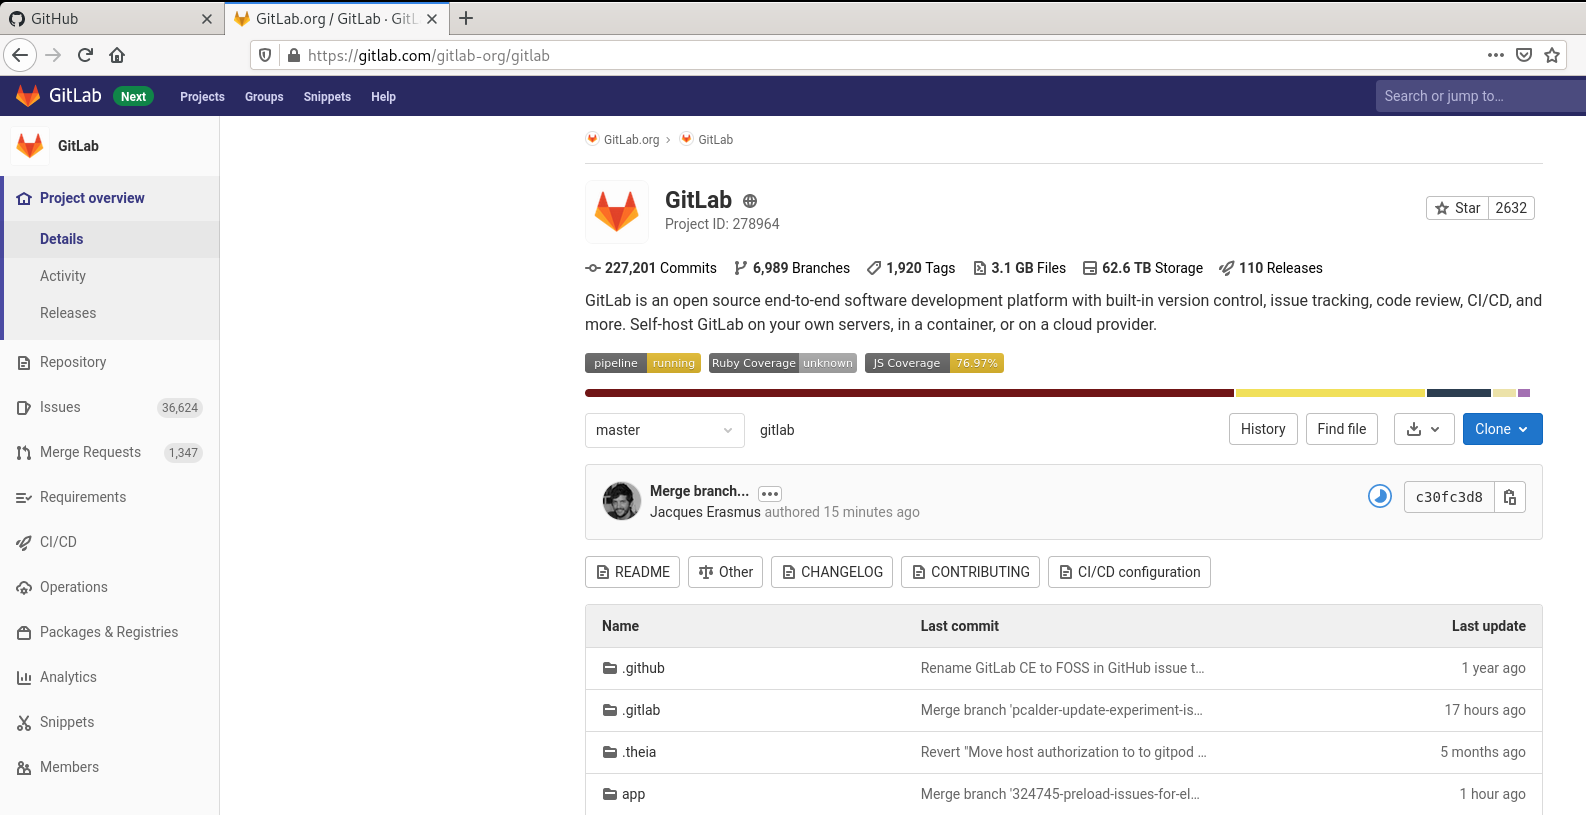 GitHub
GitLab.org / GitLab · GitL
https://gitlab.com/gitlab-org/gitlab
GitLab Next Projects Groups Snippets Help Search or jump to…
GitLab
Project overview
Details
Activity
Releases
Repository
Issues 36,624
Merge Requests 1,347
Requirements
CI/CD
Operations
Packages & Registries
Analytics
Snippets
Members
GitLab.org › GitLab
GitLab
Project ID: 278964
Star 2632
227,201 Commits 6,989 Branches 1,920 Tags 3.1 GB Files 62.6 TB Storage 110 Releases
GitLab is an open source end-to-end software development platform with built-in version control, issue tracking, code review, CI/CD, and
more. Self-host GitLab on your own servers, in a container, or on a cloud provider.
pipeline running Ruby Coverage unknown JS Coverage 76.97%
master gitlab History Find file Clone
Merge branch...
Jacques Erasmus authored 15 minutes ago
c30fc3d8
README Other CHANGELOG CONTRIBUTING CI/CD configuration
Name Last commit Last update
.github Rename GitLab CE to FOSS in GitHub issue t… 1 year ago
.gitlab Merge branch 'pcalder-update-experiment-is… 17 hours ago
.theia Revert "Move host authorization to to gitpod … 5 months ago
app Merge branch '324745-preload-issues-for-el… 1 hour ago